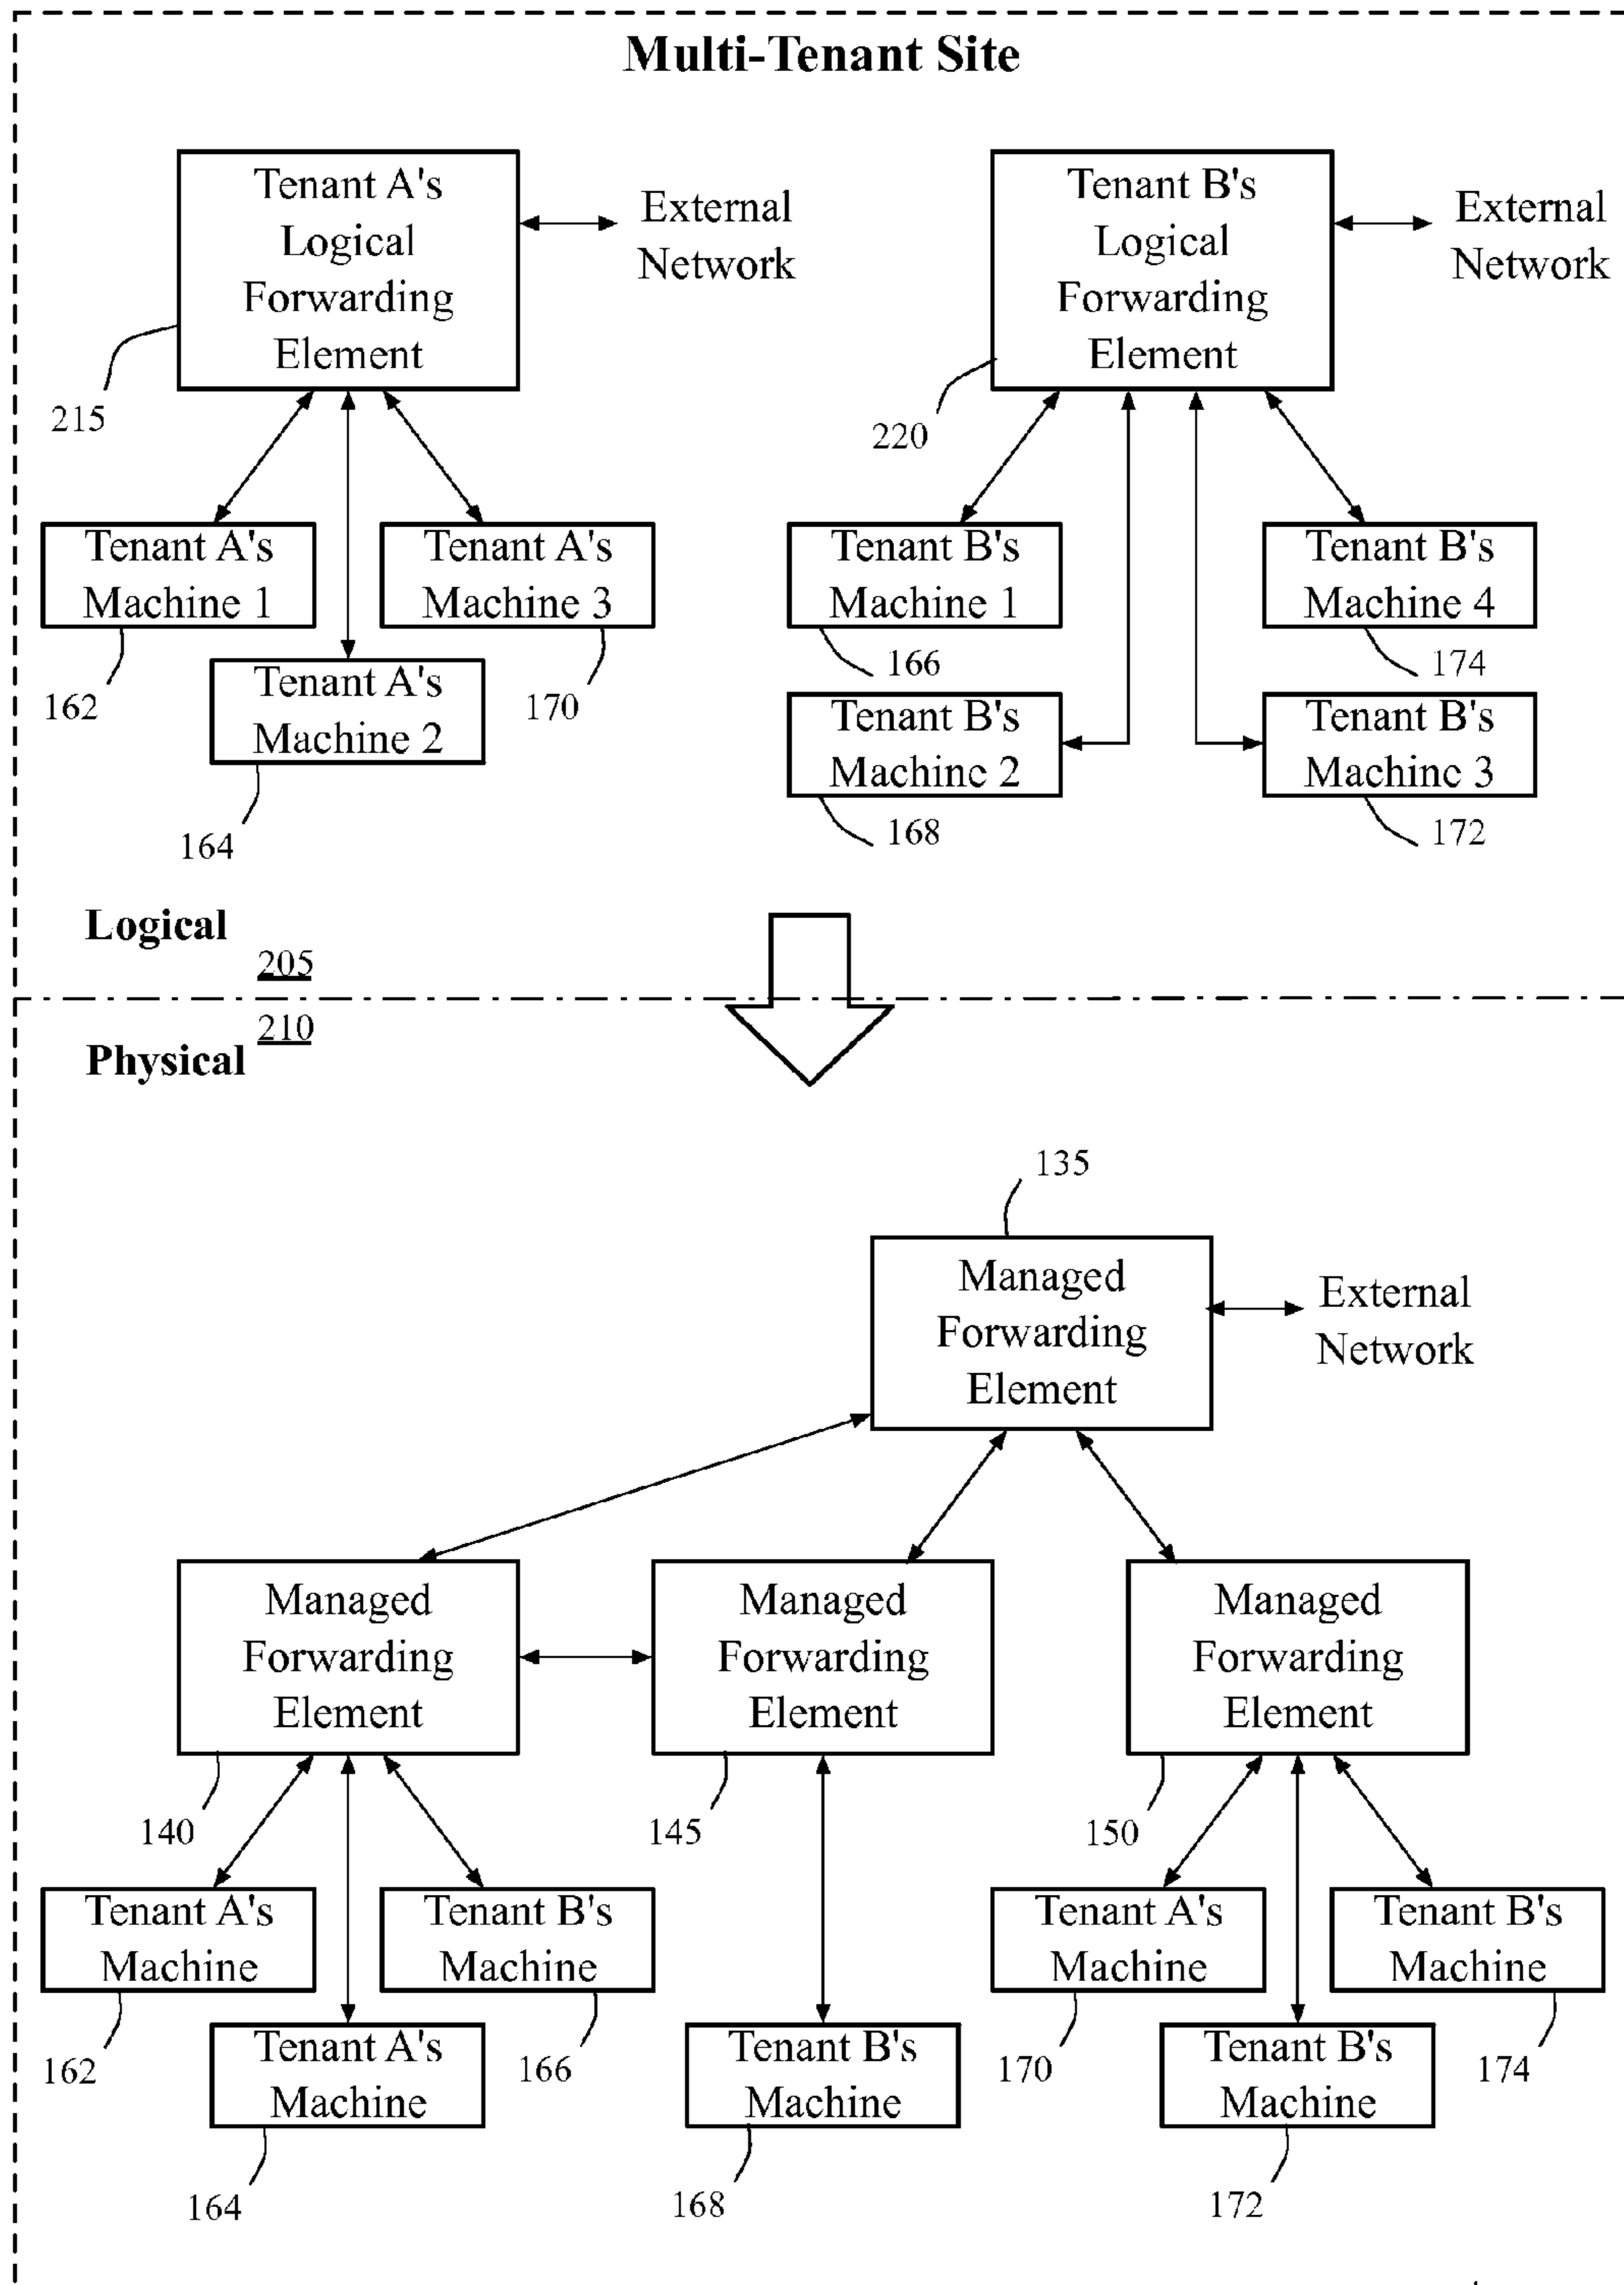 Multi-Tenant Site
Tenant A's
Logical
Forwarding
Element
External
Network
215
Tenant B's
Logical
Forwarding
Element
External
Network
220
Tenant A's
Machine 1
162
Tenant A's
Machine 3
170
Tenant A's
Machine 2
164
Tenant B's
Machine 1
166
Tenant B's
Machine 4
174
Tenant B's
Machine 2
168
Tenant B's
Machine 3
172
Logical
205
210
Physical
135
Managed
Forwarding
Element
External
Network
Managed
Forwarding
Element
140
Managed
Forwarding
Element
145
Managed
Forwarding
Element
150
Tenant A's
Machine
162
Tenant B's
Machine
166
Tenant A's
Machine
164
Tenant B's
Machine
168
Tenant A's
Machine
170
Tenant B's
Machine
174
Tenant B's
Machine
172